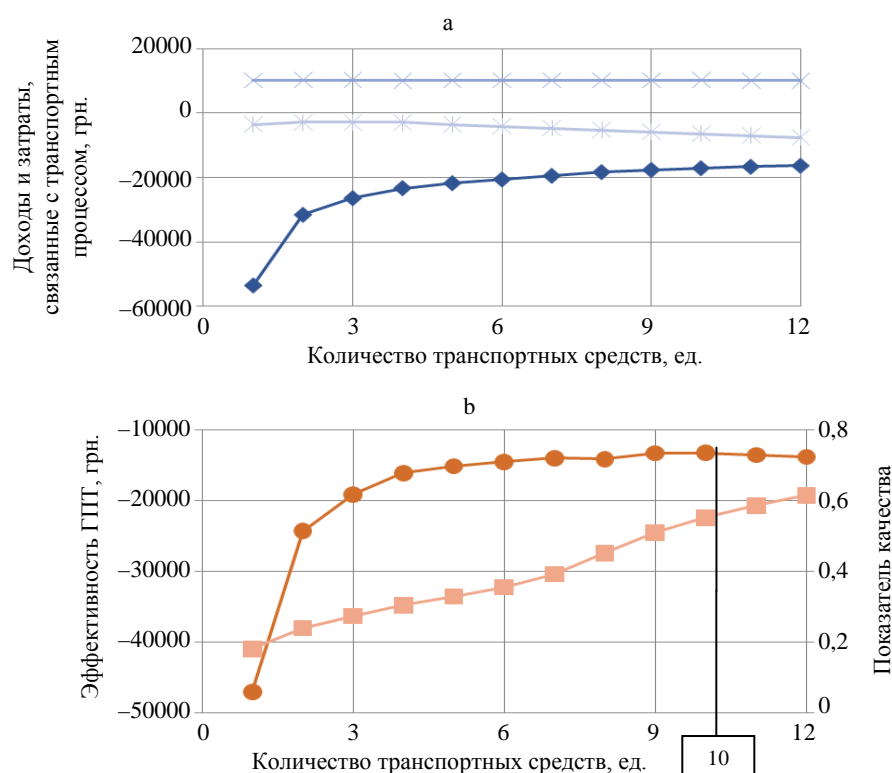 a
Доходы и затраты,
связанные с транспортным
процессом, грн.
20000
0
–20000
–40000
–60000
0
3
6
9
12
Количество транспортных средств, ед.
b
Эффективность ГПТ, грн.
–10000
–20000
–30000
–40000
–50000
0,8
0,6
0,4
0,2
0
Показатель качества
0
3
6
9
12
Количество транспортных средств, ед.
10